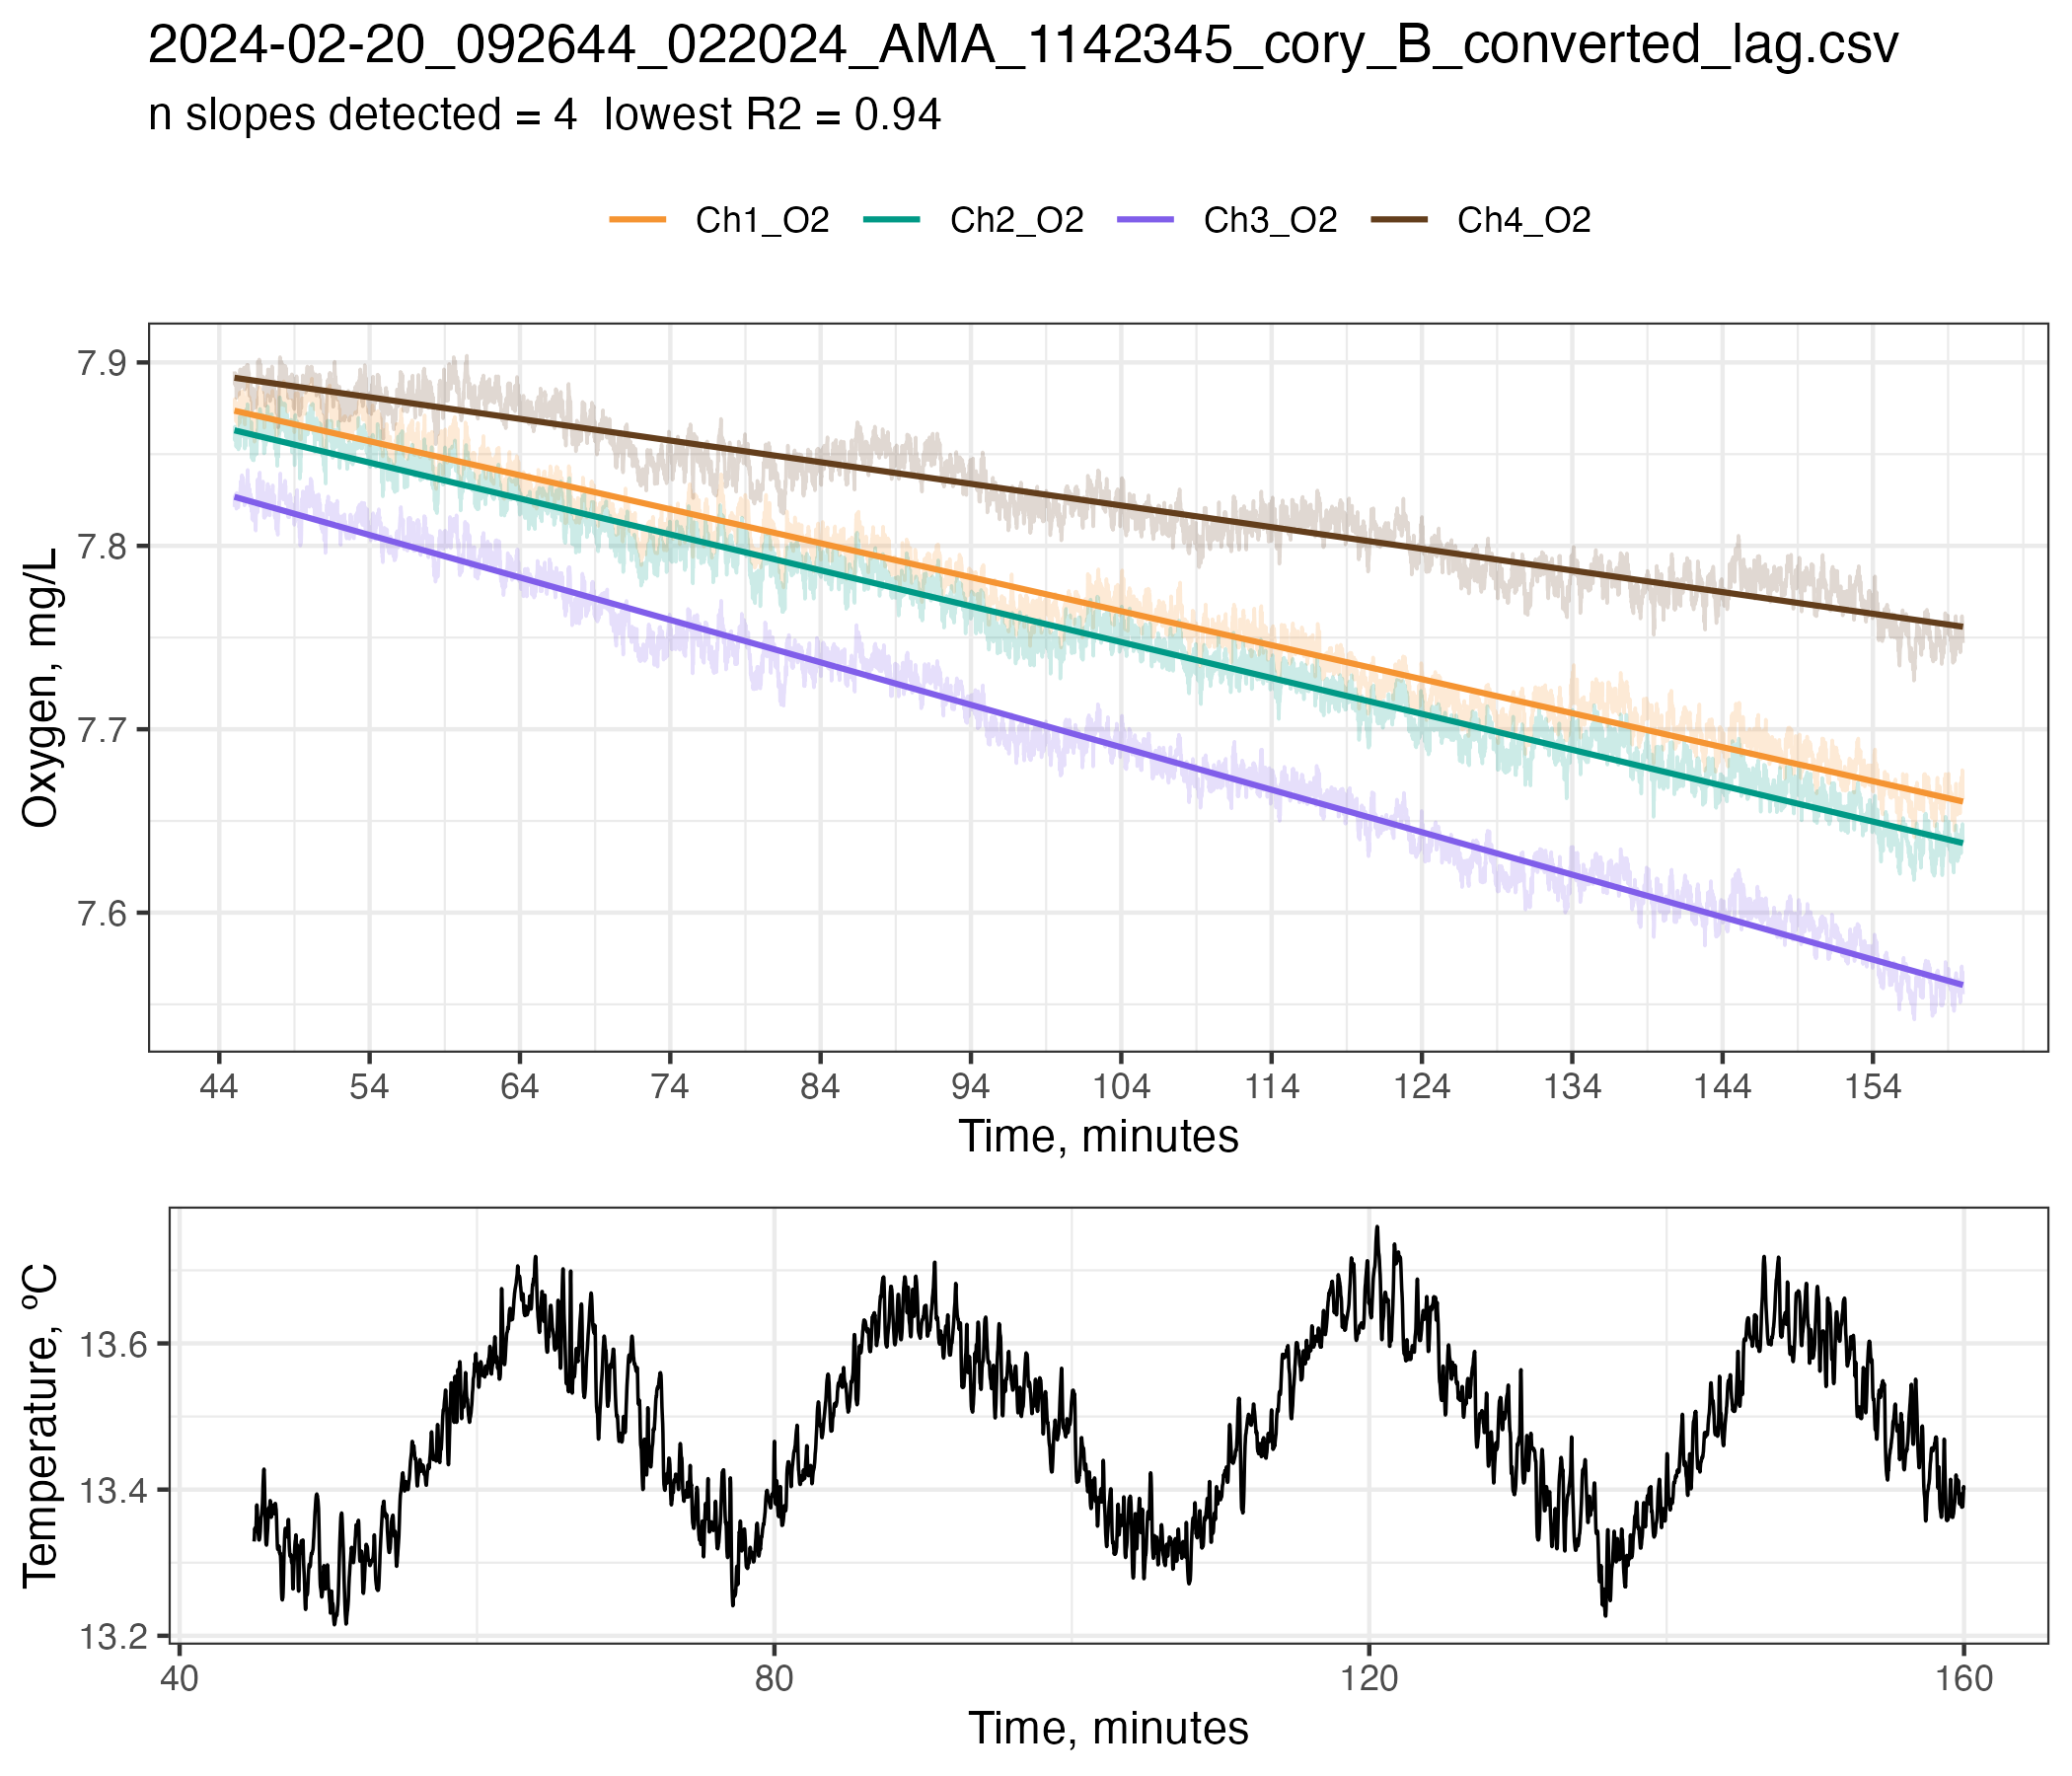 2024-02-20_092644_022024_AMA_1142345_cory_B_converted_lag.csv
n slopes detected = 4  lowest R2 = 0.94
Ch1_O2 Ch2_O2 Ch3_O2 Ch4_O2
Oxygen, mg/L
7.9
7.8
7.7
7.6
44 54 64 74 84 94 104 114 124 134 144 154
Time, minutes
Temperature, ºC
13.6
13.4
13.2
40 80 120 160
Time, minutes